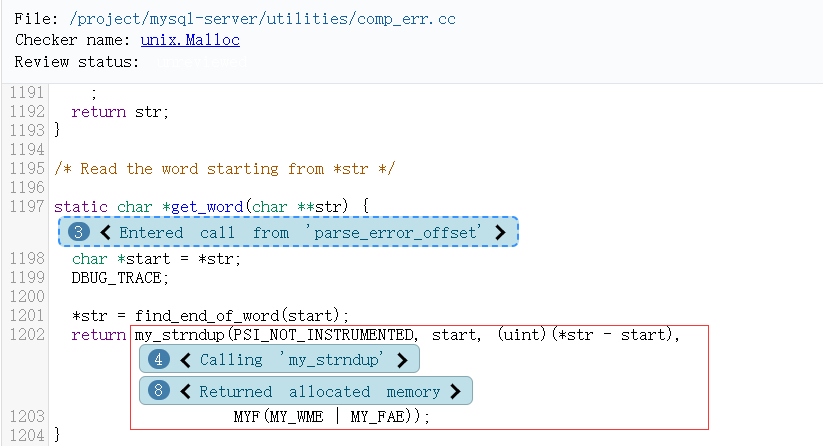 File: /project/mysql-server/utilities/comp_err.cc
Checker name: unix.Malloc
Review status:
1191 ;
1192 return str;
1193 }
1194
1195 /* Read the word starting from *str */
1196
1197 static char *get_word(char **str) {
3 Entered call from 'parse_error_offset'
1198 char *start = *str;
1199 DBUG_TRACE;
1200
1201 *str = find_end_of_word(start);
1202 return my_strndup(PSI_NOT_INSTRUMENTED, start, (uint)(*str - start),
4 Calling 'my_strndup'
8 Returned allocated memory
1203 MYF(MY_WME | MY_FAE));
1204 }